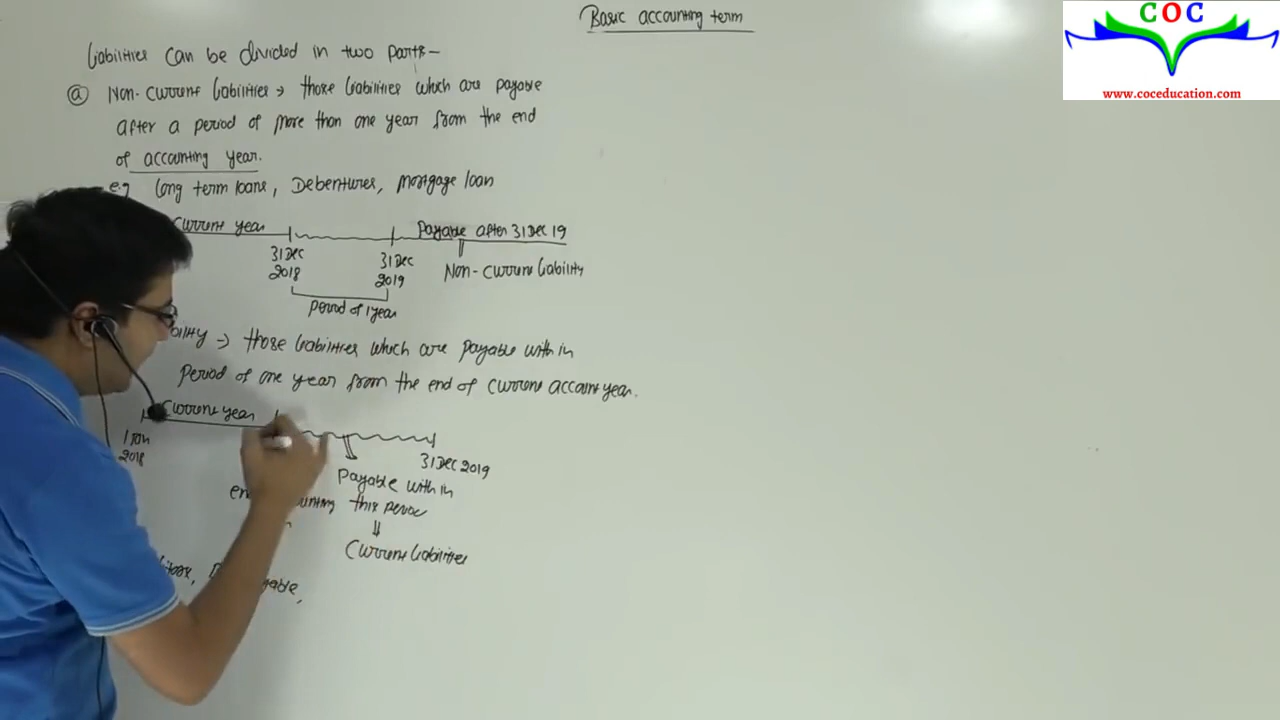 Basic accounting term
COC
www.coceducation.com
Liabilities can be divided in two parts-
(a) Non-current liabilities → those liabilities which are payable
after a period of more than one year from the end
of accounting year.
e.g Long term loans, Debentures, Mortgage loan
Current year
Payable after 31 Dec 19
31 Dec
2018
31 Dec
2019
Non-current liability
Period of 1 year
→ those liabilities which are payable with in
Period of one year from the end of current account year.
Current year
1 Jan
2018
31 Dec 2019
Payable with in
this period
Current liabilities